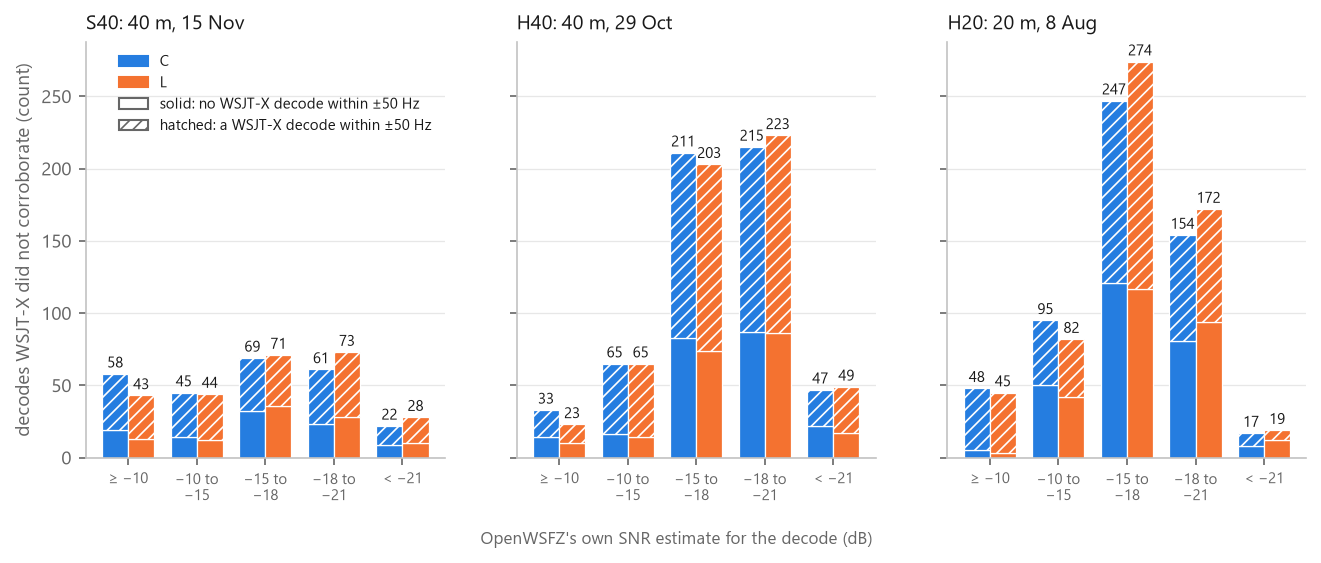 S40: 40 m, 15 Nov
H40: 40 m, 29 Oct
H20: 20 m, 8 Aug
C
L
solid: no WSJT-X decode within ±50 Hz
hatched: a WSJT-X decode within ±50 Hz
decodes WSJT-X did not corroborate (count)
250
200
150
100
50
0
58
43
45
44
69
71
61
73
22
28
33
23
65
65
211
203
215
223
47
49
48
45
95
82
247
274
154
172
17
19
≥ −10
−10 to
−15
−15 to
−18
−18 to
−21
< −21
≥ −10
−10 to
−15
−15 to
−18
−18 to
−21
< −21
≥ −10
−10 to
−15
−15 to
−18
−18 to
−21
< −21
OpenWSFZ's own SNR estimate for the decode (dB)